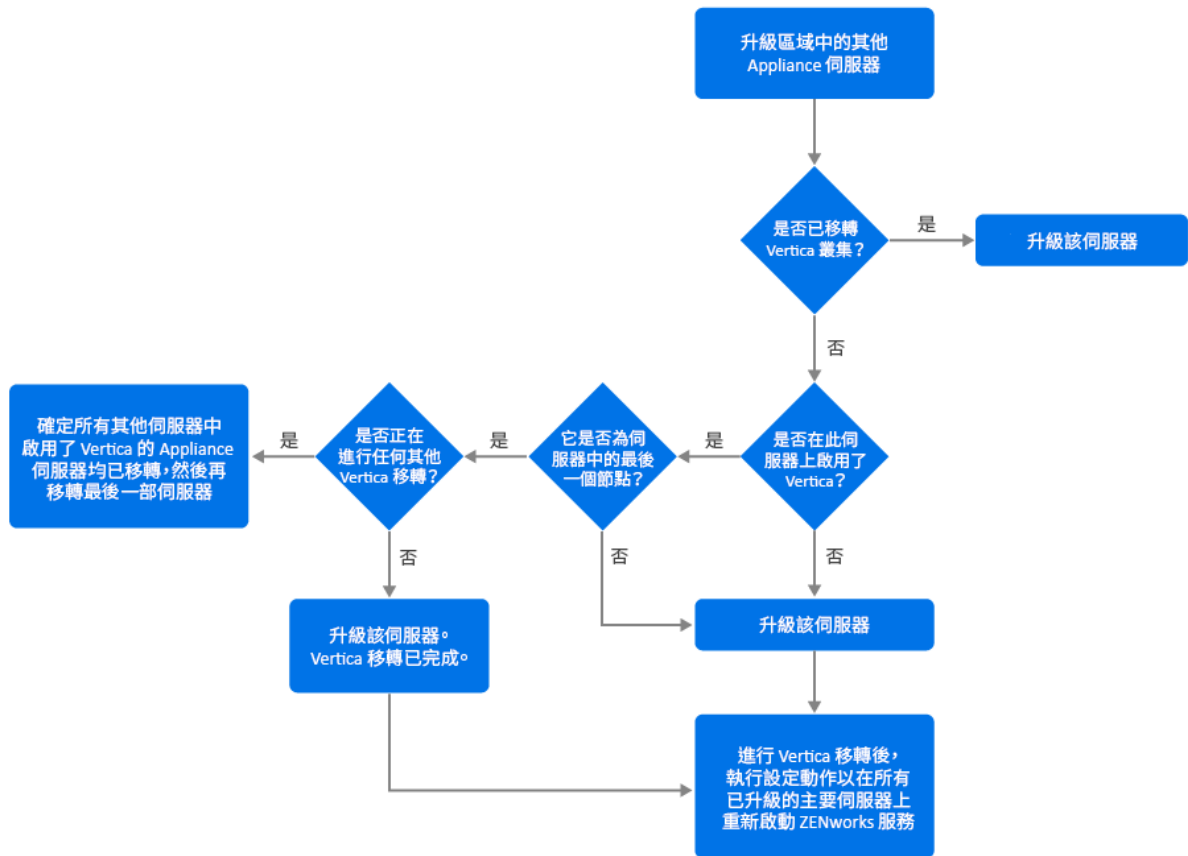 升級區域中的其他
Appliance 伺服器
是否已移轉
Vertica 叢集？
是
升級該伺服器
否
是否在此伺
服器上啟用了
Vertica？
是
它是否為伺
服器中的最後
一個節點？
是
是否正在
進行任何其他
Vertica 移轉？
是
確定所有其他伺服器中
啟用了 Vertica 的 Appliance
伺服器均已移轉，然後再
移轉最後一部伺服器
否
否
否
升級該伺服器。
Vertica 移轉已完成。
升級該伺服器
進行 Vertica 移轉後，
執行設定動作以在所有
已升級的主要伺服器上
重新啟動 ZENworks 服務